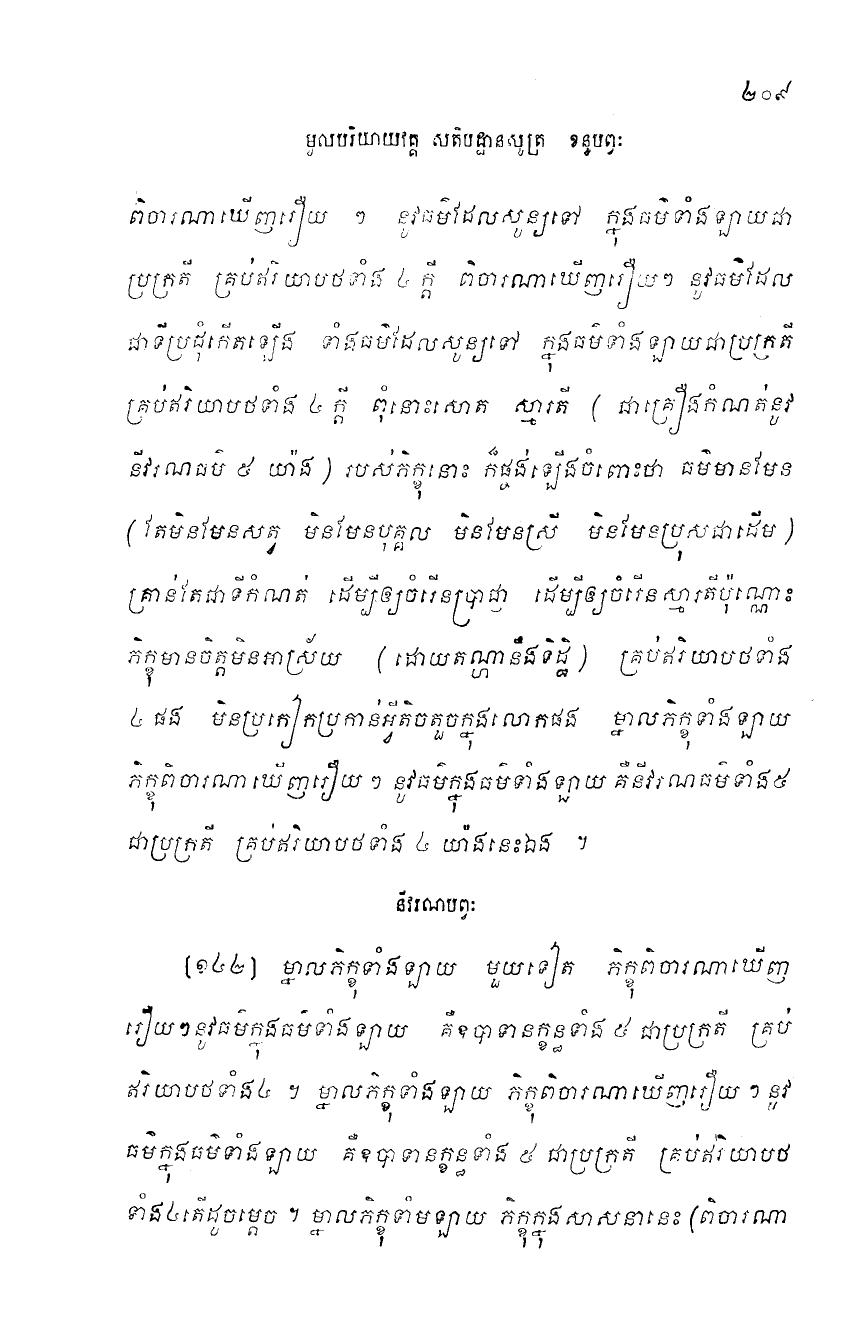 ២០៩
មូលបរិយាយវគ្គ សតិបដ្ឋានសូត្រ ខន្ធបព្វៈ
ពិចារណាឃើញរឿយ ៗ នូវធម៌ដែលសូន្យទៅ ក្នុងធម៌ទាំងឡាយជា
ប្រក្រតី គ្រប់ឥរិយាបថទាំង ៤ ក្តី ពិចារណាឃើញរឿយៗ នូវធម៌ដែល
ជាទីប្រជុំកើតឡើង ទាំងធម៌ដែលសូន្យទៅ ក្នុងធម៌ទាំងឡាយជាប្រក្រតី
គ្រប់ឥរិយាបថទាំង ៤ ក្តី ពុំនោះសោត ស្មារតី ( ជាគ្រឿងកំណត់នូវ
នីវរណធម៌ ៥ យ៉ាង ) របស់ភិក្ខុនោះ ក៏ផ្ចង់ឡើងចំពោះថា ធម៌មានមែន
(តែមិនមែនសត្វ មិនមែនបុគ្គល មិនមែនស្រី មិនមែនប្រុសជាដើម )
គ្រាន់តែជាទីកំណត់ ដើម្បីឲ្យចំរើនប្រាជ្ញា ដើម្បីឲ្យចំរើនស្មារតីប៉ុណ្ណោះ
ភិក្ខុមានចិត្តមិនអាស្រ័យ ( ដោយតណ្ហានឹងទិដ្ឋិ ) គ្រប់ឥរិយាបថទាំង
៤ ផង មិនប្រកៀកប្រកាន់អ្វីតិចតួចក្នុងលោកផង ម្នាលភិក្ខុទាំងឡាយ
ភិក្ខុពិចារណាឃើញរឿយ ៗ នូវធម៌ក្នុងធម៌ទាំងឡាយ គឺនីវរណធម៌ទាំង៥
ជាប្រក្រតី គ្រប់ឥរិយាបថទាំង ៤ យ៉ាងនេះឯង ។
នីវរណបព្វៈ
[១៤២] ម្នាលភិក្ខុទាំងឡាយ មួយទៀត ភិក្ខុពិចារណាឃើញ
រឿយៗនូវធម៌ក្នុងធម៌ទាំងឡាយ គឺឧបាទានក្ខន្ធទាំង ៥ ជាប្រក្រតី គ្រប់
ឥរិយាបថទាំង៤ ។ ម្នាលភិក្ខុទាំងឡាយ ភិក្ខុពិចារណាឃើញរឿយ ៗ នូវ
ធម៌ក្នុងធម៌ទាំងឡាយ គឺឧបាទានក្ខន្ធទាំង ៥ ជាប្រក្រតី គ្រប់ឥរិយាបថ
ទាំង៤តើដូចម្តេច ។ ម្នាលភិក្ខុទាំមឡាយ ភិក្ខុក្នុងសាសនានេះ (ពិចារណា